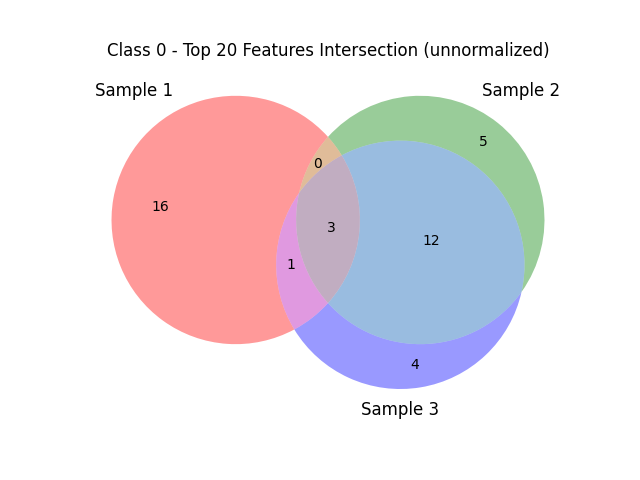 Class 0 - Top 20 Features Intersection (unnormalized)
Sample 1
Sample 2
5
0
16
3
12
1
4
Sample 3